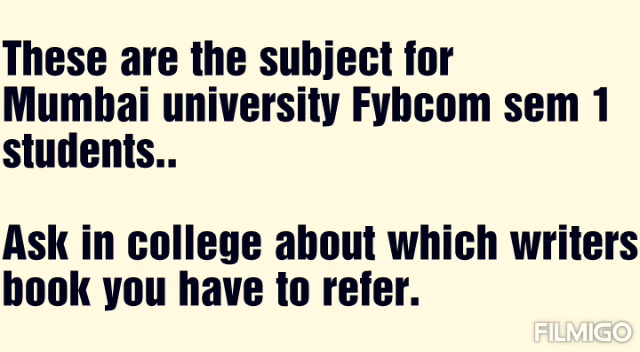 These are the subject for
Mumbai university Fybcom sem 1
students..
Ask in college about which writers
book you have to refer.
FILMIGO